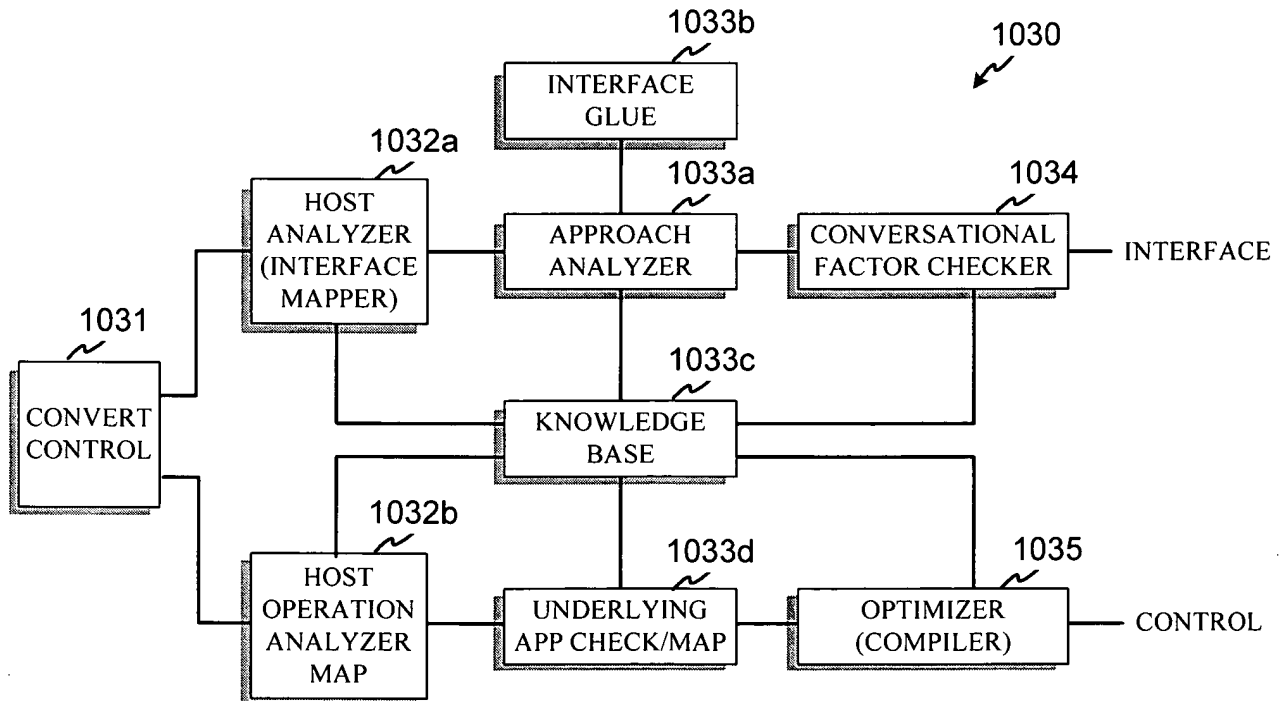 1033b
1030
INTERFACE
GLUE
1032a
1033a
1034
HOST
ANALYZER
(INTERFACE
MAPPER)
APPROACH
ANALYZER
CONVERSATIONAL
FACTOR CHECKER
INTERFACE
1031
CONVERT
CONTROL
1033c
KNOWLEDGE
BASE
1032b
1033d
1035
HOST
OPERATION
ANALYZER
MAP
UNDERLYING
APP CHECK/MAP
OPTIMIZER
(COMPILER)
CONTROL